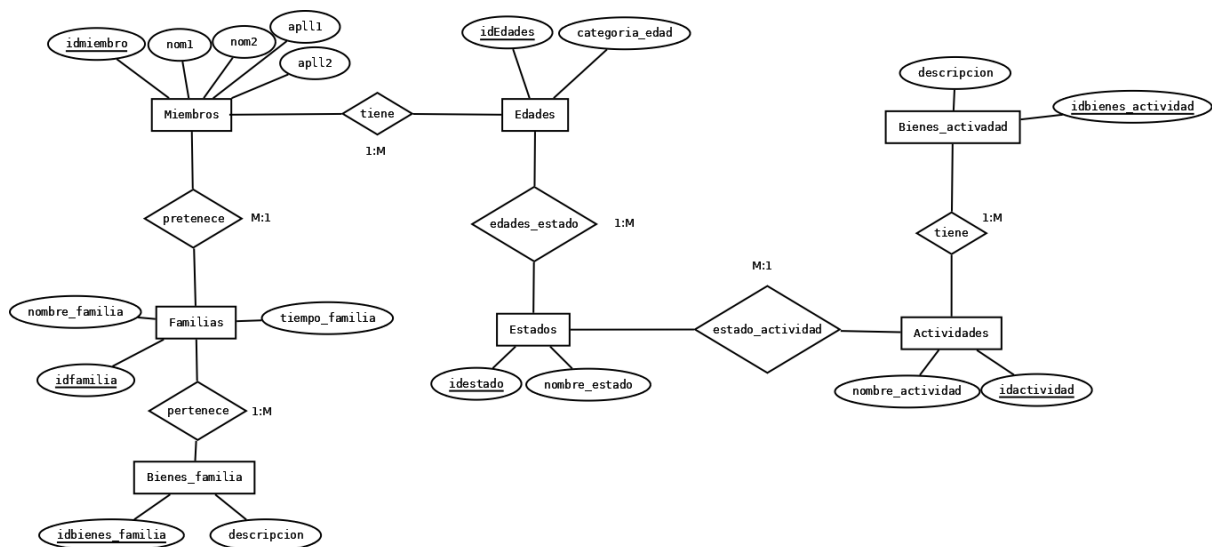 idmiembro
nom1
nom2
apll1
apll2
Miembros
tiene
1:M
idEdades
categoria_edad
Edades
descripcion
idbienes_actividad
Bienes_activadad
pretenece
M:1
edades_estado
1:M
tiene
1:M
nombre_familia
tiempo_familia
Familias
idfamilia
Estados
idestado
nombre_estado
M:1
estado_actividad
Actividades
nombre_actividad
idactividad
pertenece
1:M
Bienes_familia
idbienes_familia
descripcion